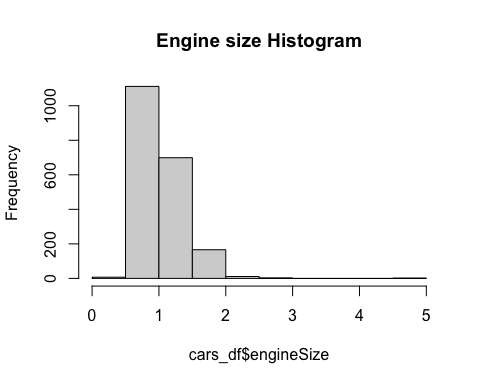 Engine size Histogram
Frequency
1000
600
200
0
0 1 2 3 4 5
cars_df$engineSize